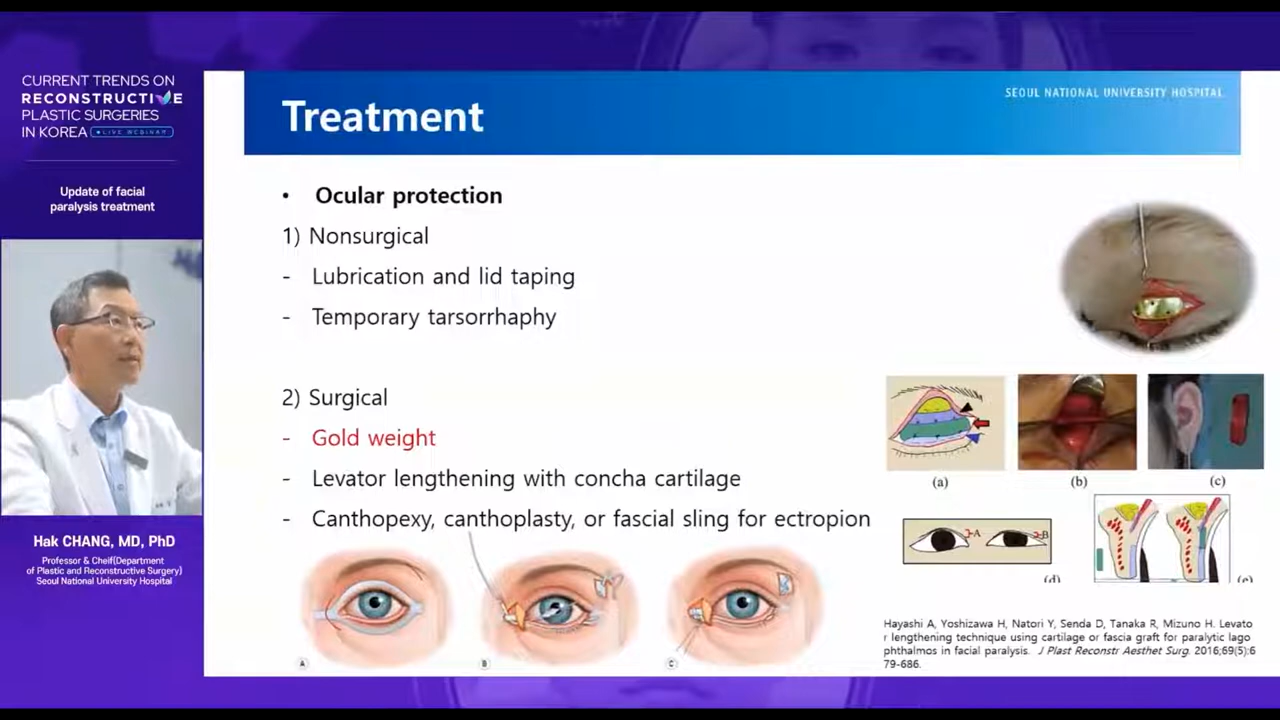 CURRENT TRENDS ON
RECONSTRUCTIVE
PLASTIC SURGERIES
IN KOREA • LIVE WEBINAR
Update of facial
paralysis treatment
Hak CHANG, MD, PhD
Professor & Cheif(Department
of Plastic and Reconstructive Surgery)
Seoul National University Hospital
SEOUL NATIONAL UNIVERSITY HOSPITAL
Treatment
• Ocular protection
1) Nonsurgical
- Lubrication and lid taping
- Temporary tarsorrhaphy
2) Surgical
- Gold weight
- Levator lengthening with concha cartilage
- Canthopexy, canthoplasty, or fascial sling for ectropion
(a) (b) (c)
A B
(d) (e)
A B C
Hayashi A, Yoshizawa H, Natori Y, Senda D, Tanaka R, Mizuno H. Levato
r lengthening technique using cartilage or fascia graft for paralytic lago
phthalmos in facial paralysis. J Plast Reconstr Aesthet Surg. 2016;69(5):6
79-686.